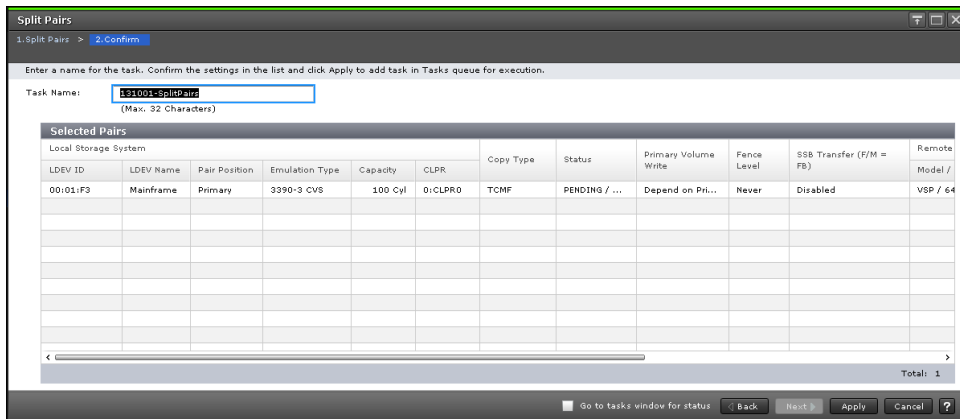 Split Pairs
1.Split Pairs > 2.Confirm
Enter a name for the task. Confirm the settings in the list and click Apply to add task in Tasks queue for execution.
Task Name: 131001-SplitPairs
(Max. 32 Characters)
Selected Pairs
Local Storage System Copy Type Status Primary Volume Write Fence Level SSB Transfer (F/M = FB) Remote
LDEV ID LDEV Name Pair Position Emulation Type Capacity CLPR Model /
00:01:F3 Mainframe Primary 3390-3 CVS 100 Cyl 0:CLPR0 TCMF PENDING / ... Depend on Pri... Never Disabled VSP / 64
Total: 1
Go to tasks window for status Back Next Apply Cancel ?